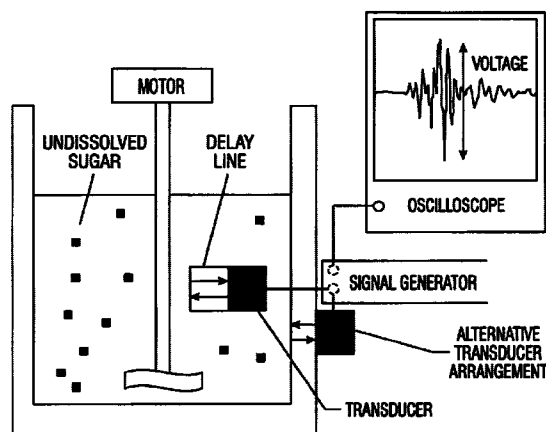 MOTOR
UNDISSOLVED
SUGAR
DELAY
LINE
VOLTAGE
OSCILLOSCOPE
SIGNAL GENERATOR
ALTERNATIVE
TRANSDUCER
ARRANGEMENT
TRANSDUCER